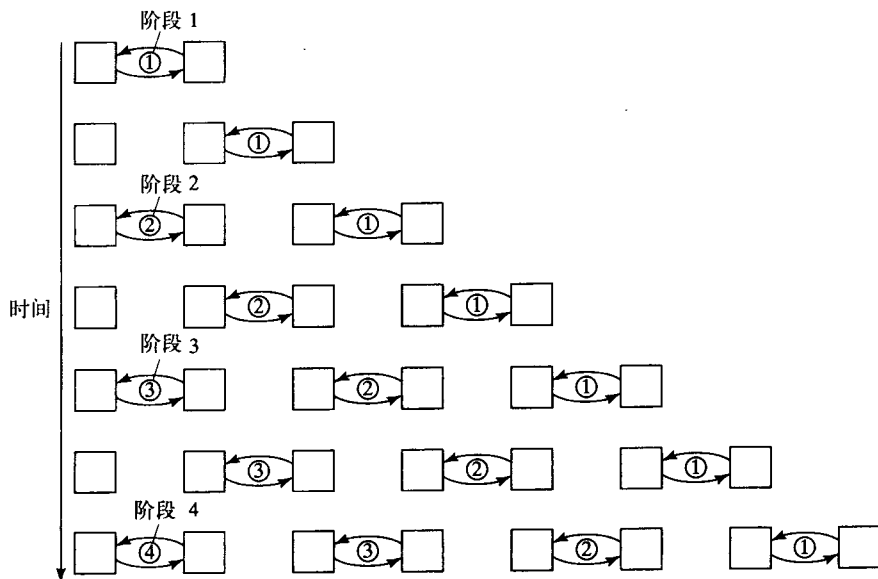 阶段 1
①
①
阶段 2
② ①
时间
② ①
阶段 3
③ ② ①
③ ② ①
阶段 4
④ ③ ② ①